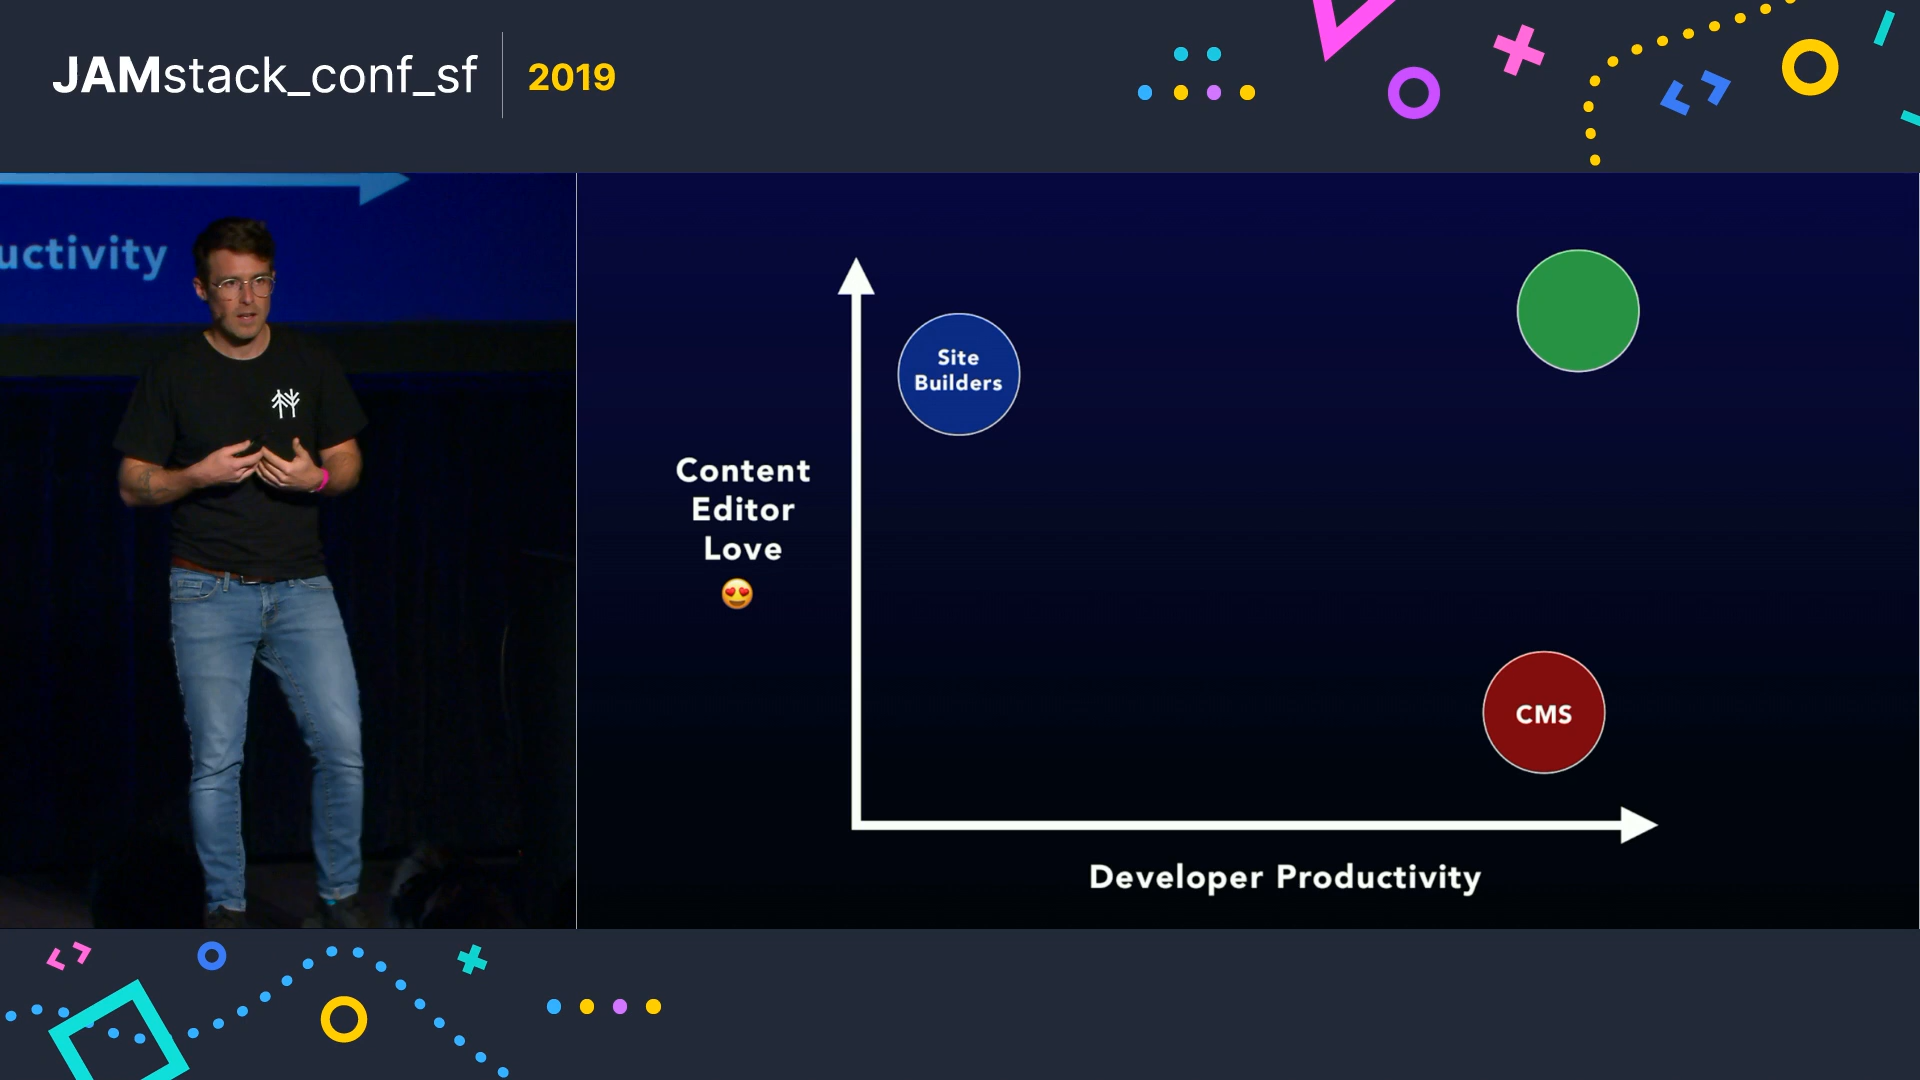 JAMstack_conf_sf
2019
uctivity
Site
Builders
Content
Editor
Love
CMS
Developer Productivity